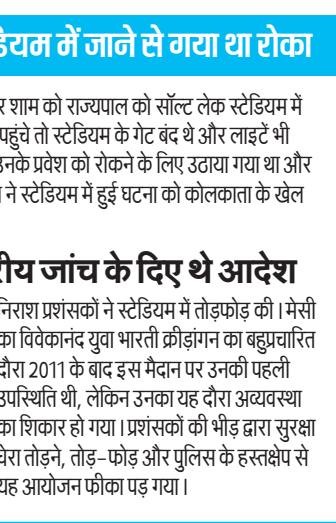 डियम में जाने से गया था रोका
र शाम को राज्यपाल को सॉल्ट लेक स्टेडियम में
पहुंचे तो स्टेडियम के गेट बंद थे और लाइटें भी
उनके प्रवेश को रोकने के लिए उठाया गया था और
ने स्टेडियम में हुई घटना को कोलकाता के खेल
रीय जांच के दिए थे आदेश
निराश प्रशंसकों ने स्टेडियम में तोड़फोड़ की। मेसी
का विवेकानंद युवा भारती क्रीड़ांगन का बहुप्रचारित
दौरा 2011 के बाद इस मैदान पर उनकी पहली
उपस्थिति थी, लेकिन उनका यह दौरा अव्यवस्था
का शिकार हो गया। प्रशंसकों की भीड़ द्वारा सुरक्षा
घेरा तोड़ने, तोड़-फोड़ और पुलिस के हस्तक्षेप से
यह आयोजन फीका पड़ गया।